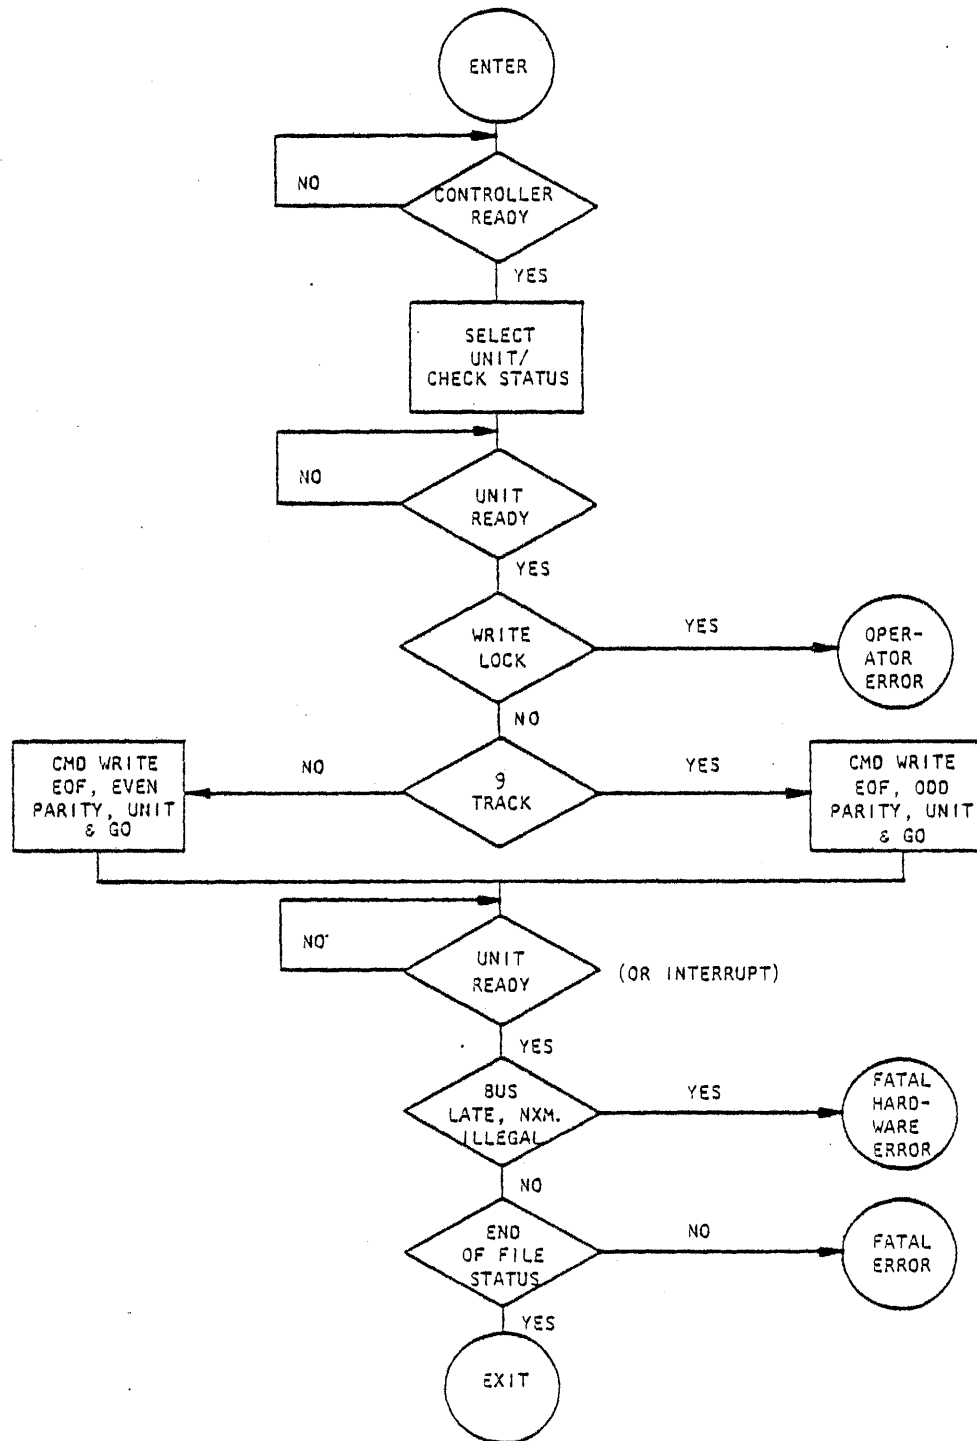 ENTER
NO
CONTROLLER
READY
YES
SELECT
UNIT/
CHECK STATUS
NO
UNIT
READY
YES
WRITE
LOCK
YES
OPER-
ATOR
ERROR
NO
CMD WRITE
EOF, EVEN
PARITY, UNIT
& GO
NO
9
TRACK
YES
CMD WRITE
EOF, ODD
PARITY, UNIT
& GO
NO
UNIT
READY
(OR INTERRUPT)
YES
BUS
LATE, NXM.
ILLEGAL
YES
FATAL
HARD-
WARE
ERROR
NO
END
OF FILE
STATUS
NO
FATAL
ERROR
YES
EXIT